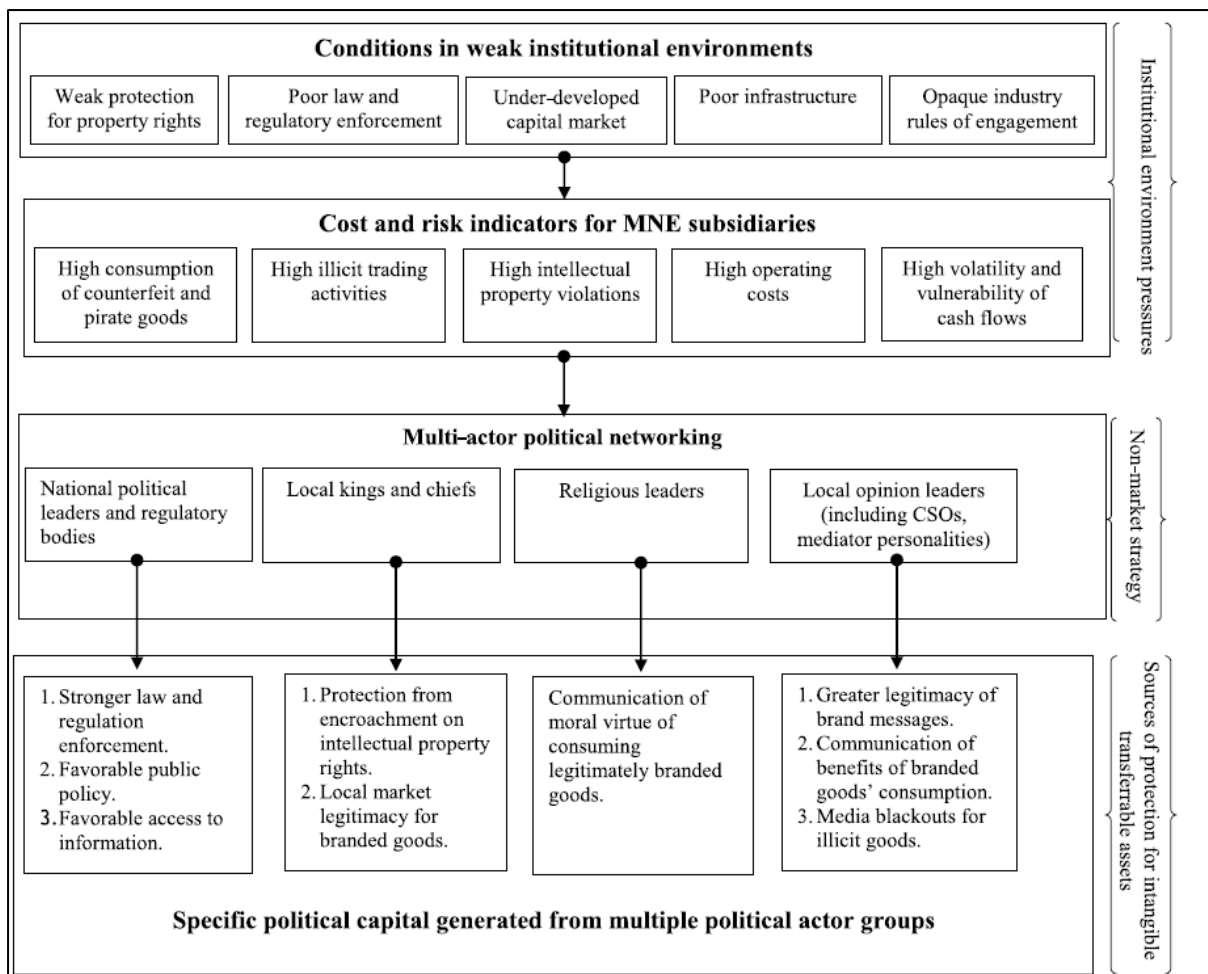 Conditions in weak institutional environments
Weak protection
for property rights
Poor law and
regulatory enforcement
Under-developed
capital market
Poor infrastructure
Opaque industry
rules of engagement
Cost and risk indicators for MNE subsidiaries
High consumption
of counterfeit and
pirate goods
High illicit trading
activities
High intellectual
property violations
High operating
costs
High volatility and
vulnerability of
cash flows
Institutional environment pressures
Multi-actor political networking
National political
leaders and regulatory
bodies
Local kings and chiefs
Religious leaders
Local opinion leaders
(including CSOs,
mediator personalities)
Non-market
strategy
1. Stronger law and
regulation
enforcement.
2. Favorable public
policy.
3. Favorable access to
information.
1. Protection from
encroachment on
intellectual property
rights.
2. Local market
legitimacy for
branded goods.
Communication of
moral virtue of
consuming
legitimately branded
goods.
1. Greater legitimacy of
brand messages.
2. Communication of
benefits of branded
goods' consumption.
3. Media blackouts for
illicit goods.
Specific political capital generated from multiple political actor groups
Sources of protection for intangible
transferrable assets